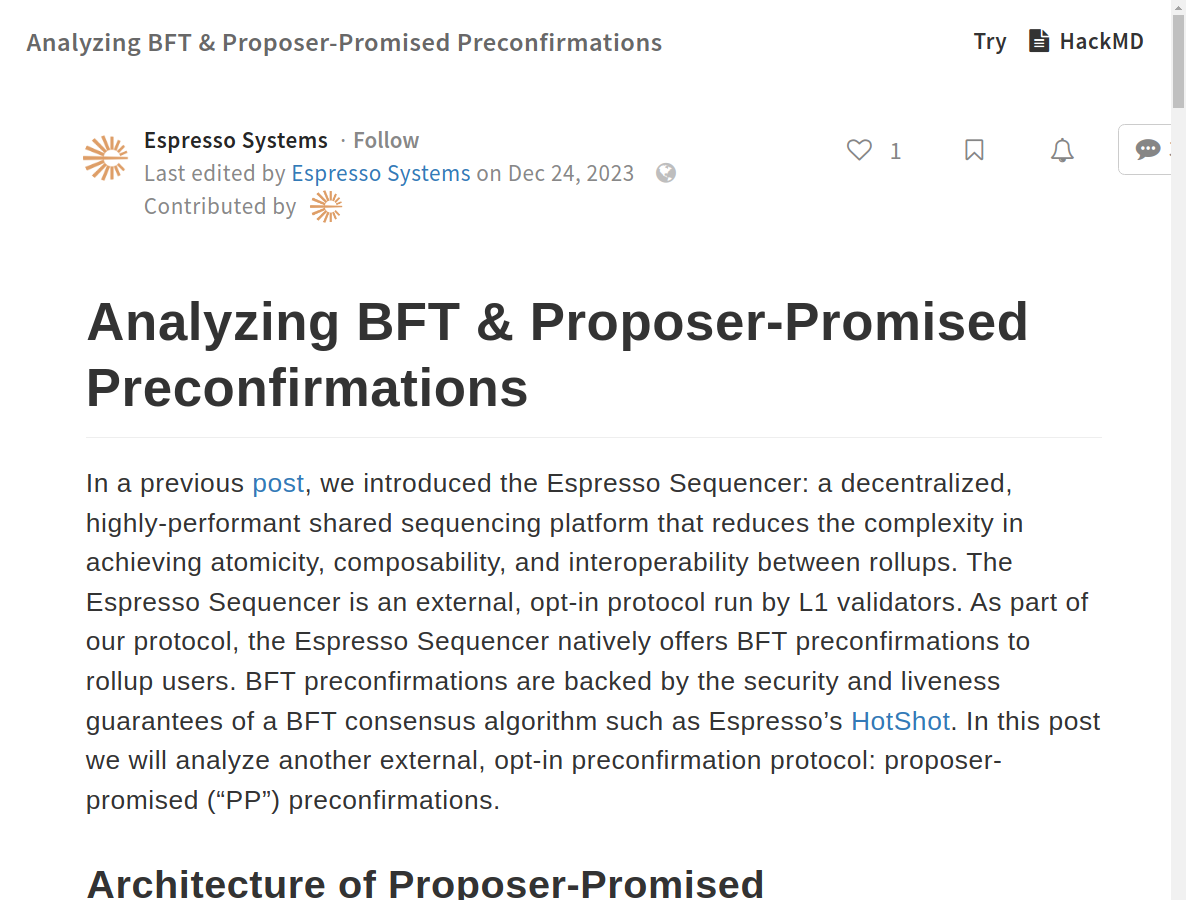 Analyzing BFT & Proposer-Promised Preconfirmations
Try HackMD
Espresso Systems · Follow
1
Last edited by Espresso Systems on Dec 24, 2023
Contributed by
Analyzing BFT & Proposer-Promised
Preconfirmations
In a previous post, we introduced the Espresso Sequencer: a decentralized,
highly-performant shared sequencing platform that reduces the complexity in
achieving atomicity, composability, and interoperability between rollups. The
Espresso Sequencer is an external, opt-in protocol run by L1 validators. As part of
our protocol, the Espresso Sequencer natively offers BFT preconfirmations to
rollup users. BFT preconfirmations are backed by the security and liveness
guarantees of a BFT consensus algorithm such as Espresso’s HotShot. In this post
we will analyze another external, opt-in preconfirmation protocol: proposer-
promised (“PP”) preconfirmations.
Architecture of Proposer-Promised